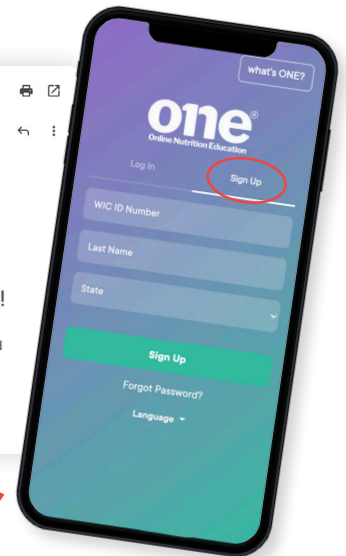 what's ONE?
one®
Online Nutrition Education
Log In
Sign Up
WIC ID Number
Last Name
State
Sign Up
Forgot Password?
Language
!